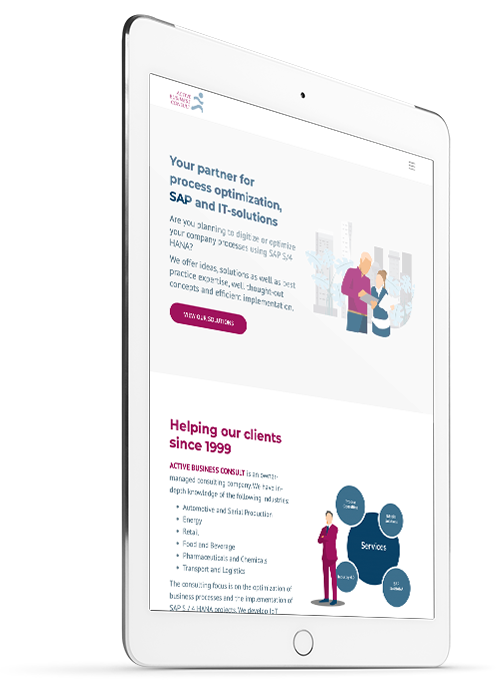 ACTIVE
BUSINESS
CONSULT
Your partner for
process optimization,
SAP and IT-solutions
Are you planning to digitize or optimize
your company processes using SAP S/4
HANA?
We offer ideas, solutions as well as best
practice expertise, well thought-out
concepts and efficient implementation.
VIEW OUR SOLUTIONS
Helping our clients
since 1999
ACTIVE BUSINESS CONSULT is an owner-
managed consulting company. We have in-
depth knowledge of the following industries:
• Automotive and Serial Production
• Energy
• Retail
• Food and Beverage
• Pharmaceuticals and Chemicals
• Transport and Logistics
The consulting focus is on the optimization of
business processes and the implementation of
SAP S / 4 HANA projects. We develop IoT
Services